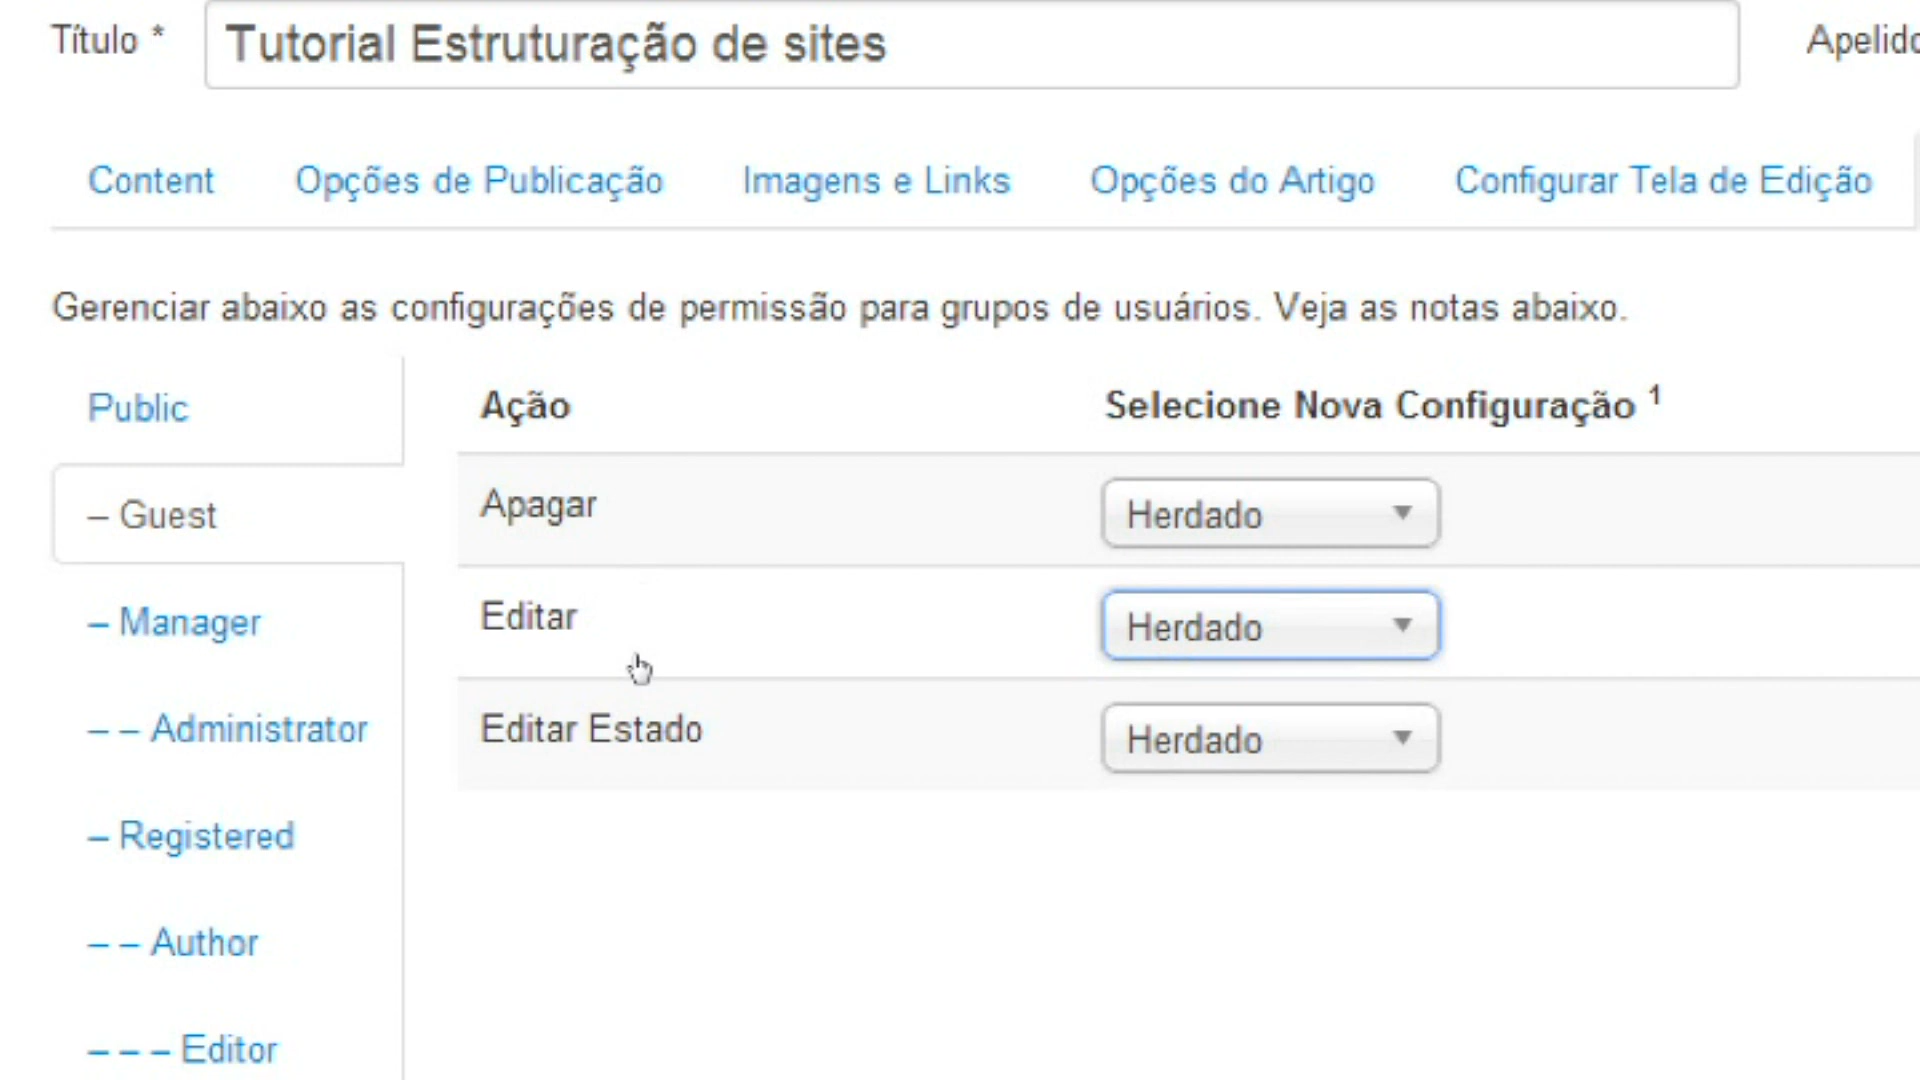 Título *
Tutorial Estruturação de sites
Content
Opções de Publicação
Imagens e Links
Opções do Artigo
Configurar Tela de Edição
Gerenciar abaixo as configurações de permissão para grupos de usuários. Veja as notas abaixo.
Public
– Guest
– Manager
– – Administrator
– Registered
– – Author
– – – Editor
Ação
Selecione Nova Configuração ¹
Apagar
Herdado
Editar
Herdado
Editar Estado
Herdado